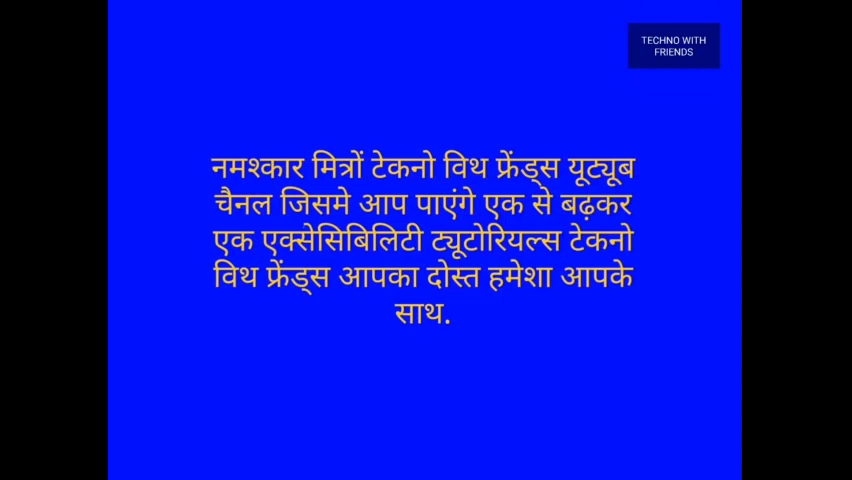 TECHNO WITH
FRIENDS
नमश्कार मित्रों टेकनो विथ फ्रेंड्स यूट्यूब
चैनल जिसमे आप पाएंगे एक से बढ़कर
एक एक्सेसिबिलिटी ट्यूटोरियल्स टेकनो
विथ फ्रेंड्स आपका दोस्त हमेशा आपके
साथ.